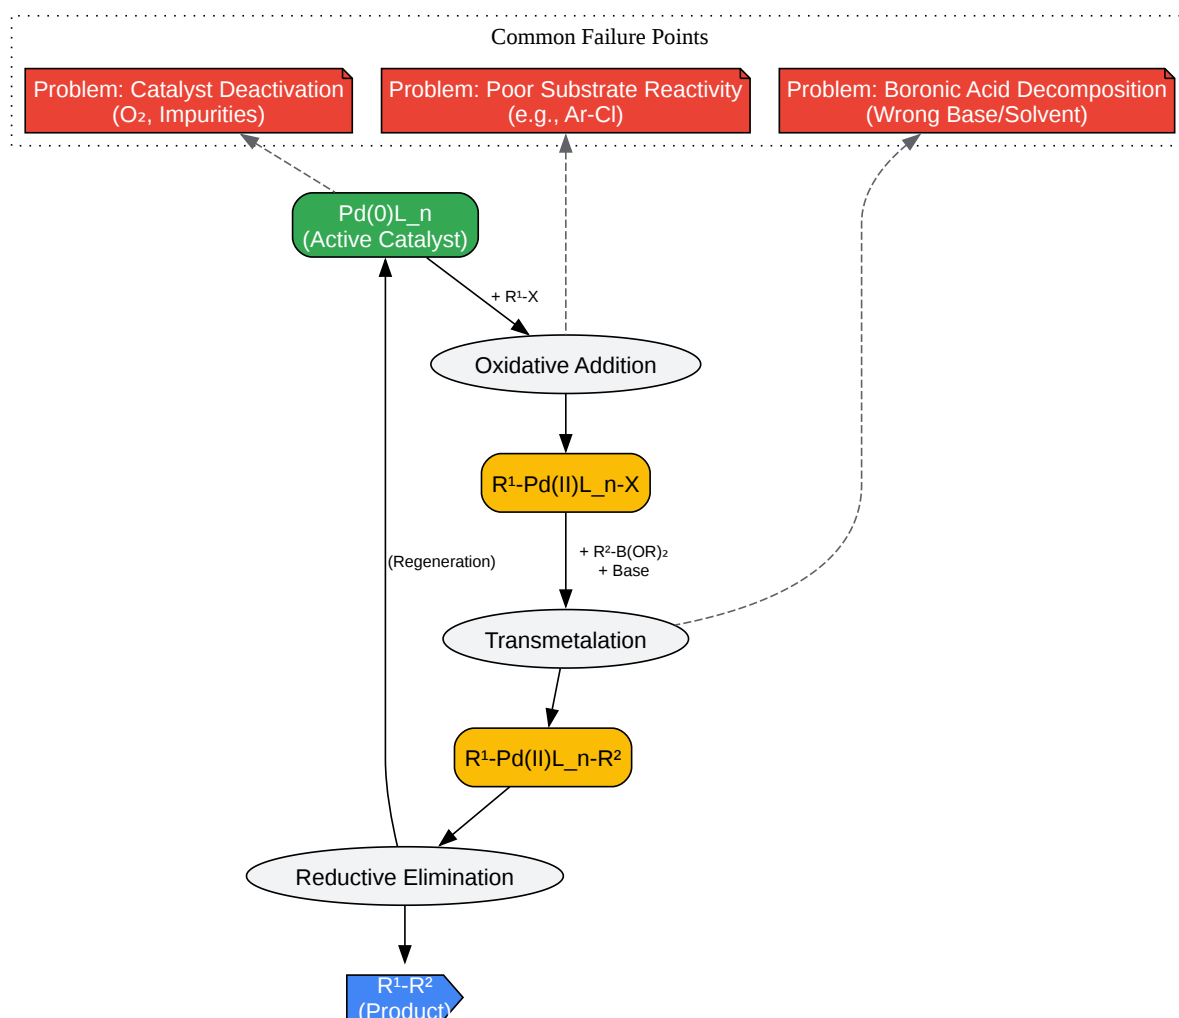 Common Failure Points
Problem: Catalyst Deactivation
(O₂, Impurities)
Problem: Poor Substrate Reactivity
(e.g., Ar-Cl)
Problem: Boronic Acid Decomposition
(Wrong Base/Solvent)
Pd(0)L_n
(Active Catalyst)
+ R¹-X
Oxidative Addition
R¹-Pd(II)L_n-X
(Regeneration)
+ R²-B(OR)₂
+ Base
Transmetalation
R¹-Pd(II)L_n-R²
Reductive Elimination
R¹-R²
(Product)